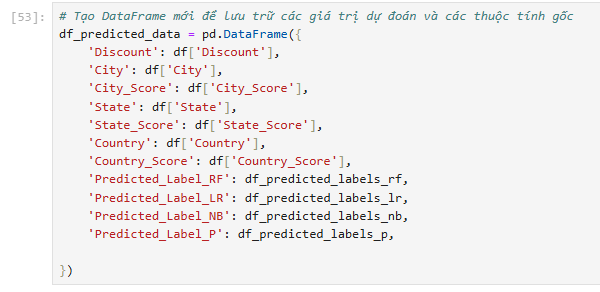 [53]:
# Tạo DataFrame mới để lưu trữ các giá trị dự đoán và các thuộc tính gốc
df_predicted_data = pd.DataFrame({
    'Discount': df['Discount'],
    'City': df['City'],
    'City_Score': df['City_Score'],
    'State': df['State'],
    'State_Score': df['State_Score'],
    'Country': df['Country'],
    'Country_Score': df['Country_Score'],
    'Predicted_Label_RF': df_predicted_labels_rf,
    'Predicted_Label_LR': df_predicted_labels_lr,
    'Predicted_Label_NB': df_predicted_labels_nb,
    'Predicted_Label_P': df_predicted_labels_p,
})